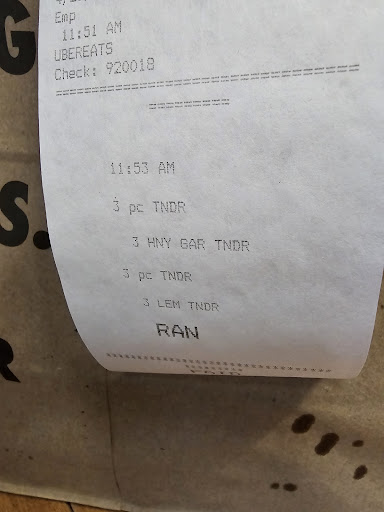 Emp
11:51 AM
UBEREATS
Check: 920018
11:53 AM
3 pc TNDR
3 HNY GAR TNDR
3 pc TNDR
3 LEM TNDR
RAN
G
S.
R